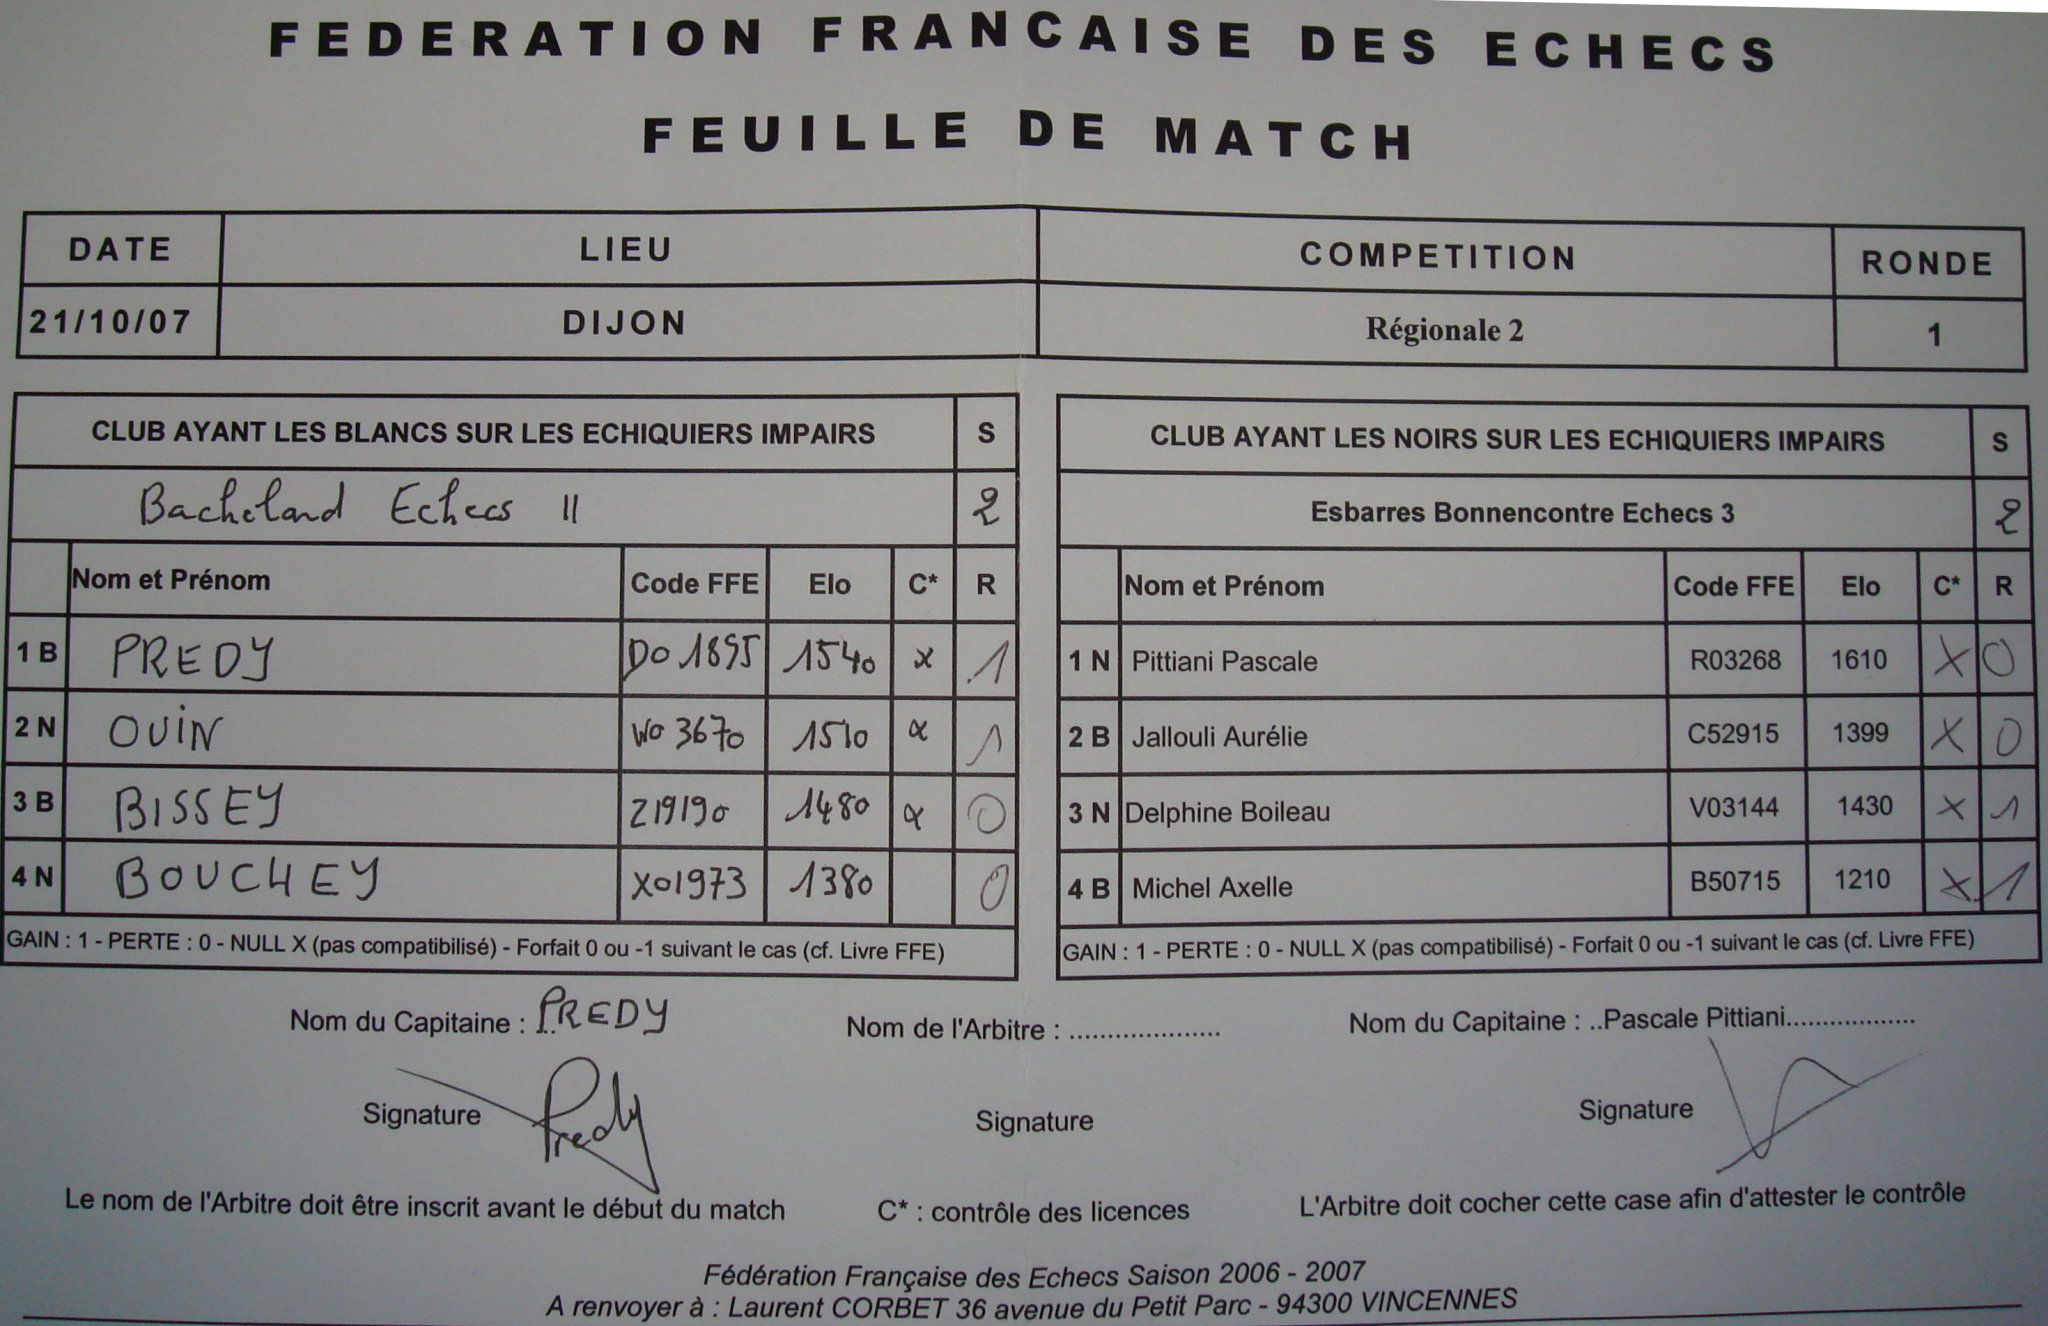 FEDERATION FRANCAISE DES ECHECS
FEUILLE DE MATCH
DATE LIEU COMPETITION RONDE
21/10/07 DIJON Régionale 2 1
CLUB AYANT LES BLANCS SUR LES ECHIQUIERS IMPAIRS S
Echecs II 2
Nom et Prénom Code FFE Elo C* R
1 B PREDY D01895 1540 x 1
2 N OUIN W03670 1510 x 1
3 B BISSEY Z19190 1480 x 0
4 N BOUCHEY X01973 1380 0
GAIN : 1 - PERTE : 0 - NULL X (pas compatibilisé) - Forfait 0 ou -1 suivant le cas (cf. Livre FFE)
CLUB AYANT LES NOIRS SUR LES ECHIQUIERS IMPAIRS S
Esbarres Bonnencontre Echecs 3 2
Nom et Prénom Code FFE Elo C* R
1 N Pittiani Pascale R03268 1610 X 0
2 B Jallouli Aurélie C52915 1399 X 0
3 N Delphine Boileau V03144 1430 X 1
4 B Michel Axelle B50715 1210 X 1
GAIN : 1 - PERTE : 0 - NULL X (pas compatibilisé) - Forfait 0 ou -1 suivant le cas (cf. Livre FFE)
Nom du Capitaine : PREDY Nom de l'Arbitre : .................... Nom du Capitaine : ..Pascale Pittiani.................
Signature Predy Signature Signature
Le nom de l'Arbitre doit être inscrit avant le début du match C* : contrôle des licences L'Arbitre doit cocher cette case afin d'attester le contrôle
Fédération Française des Echecs Saison 2006 - 2007
A renvoyer à : Laurent CORBET 36 avenue du Petit Parc - 94300 VINCENNES